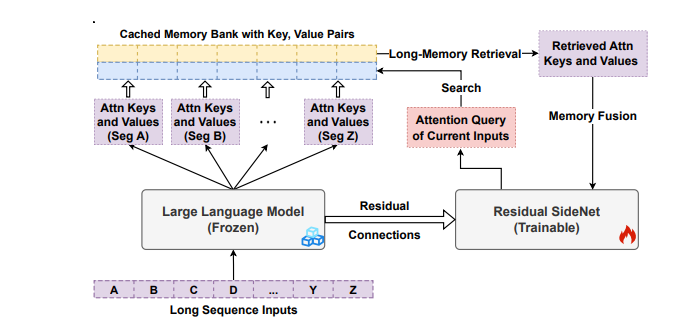 Cached Memory Bank with Key, Value Pairs
Long-Memory Retrieval
Retrieved Attn
Keys and Values
Search
Attn Keys
and Values
(Seg A)
Attn Keys
and Values
(Seg B)
...
Attn Keys
and Values
(Seg Z)
Attention Query
of Current Inputs
Memory Fusion
Large Language Model
(Frozen)
Residual
Connections
Residual SideNet
(Trainable)
A B C D ... Y Z
Long Sequence Inputs